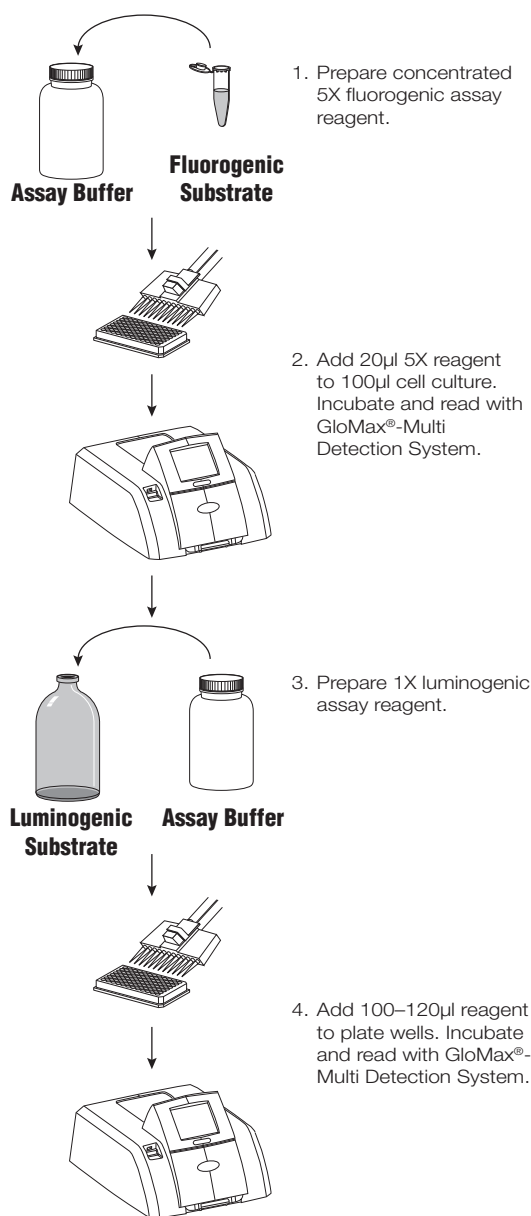 1. Prepare concentrated
5X fluorogenic assay
reagent.
Fluorogenic
Substrate
Assay Buffer
2. Add 20µl 5X reagent
to 100µl cell culture.
Incubate and read with
GloMax®-Multi
Detection System.
3. Prepare 1X luminogenic
assay reagent.
Luminogenic
Substrate
Assay Buffer
4. Add 100–120µl reagent
to plate wells. Incubate
and read with GloMax®-
Multi Detection System.